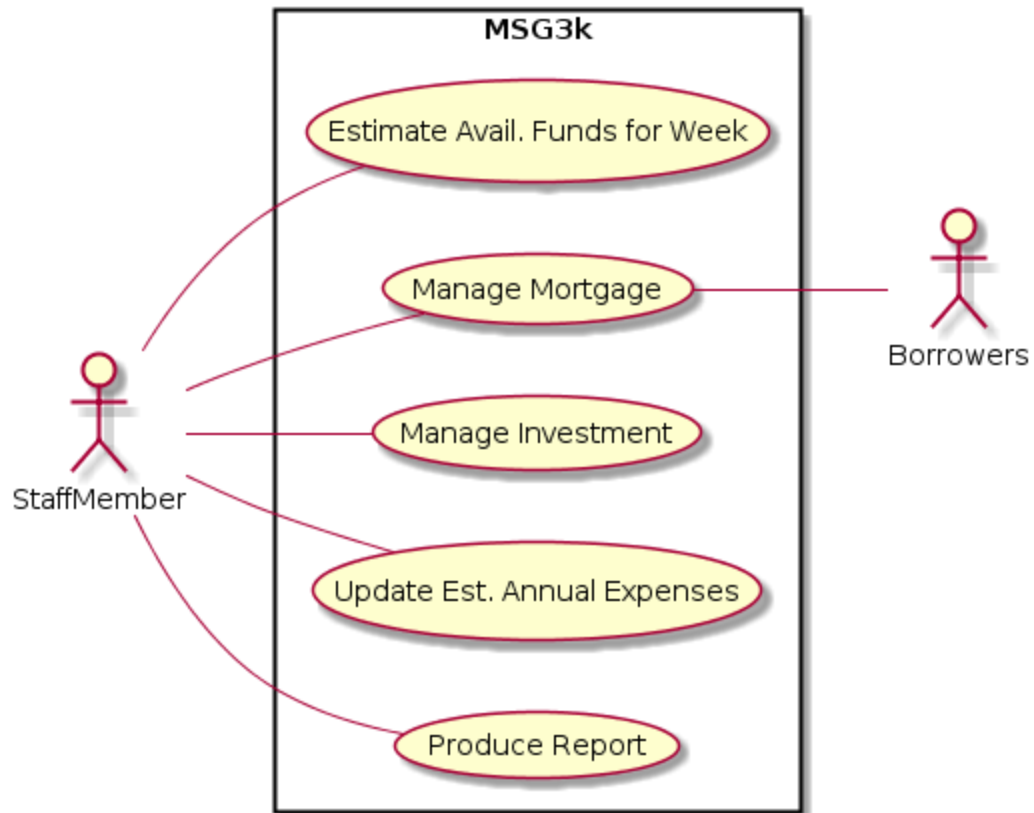 MSG3k
Estimate Avail. Funds for Week
Manage Mortgage
Borrowers
Manage Investment
StaffMember
Update Est. Annual Expenses
Produce Report